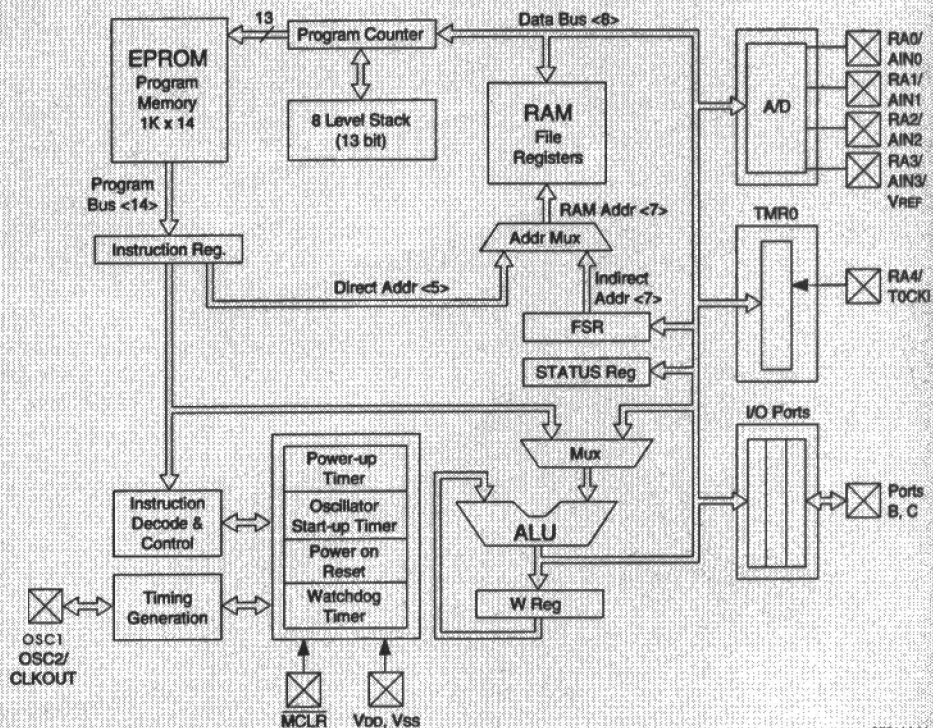 13
Data Bus <8>
Program Counter
EPROM
Program
Memory
1K x 14
8 Level Stack
(13 bit)
RAM
File
Registers
A/D
RA0/
AIN0
RA1/
AIN1
RA2/
AIN2
RA3/
AIN3/
VREF
Program
Bus <14>
RAM Addr <7>
Instruction Reg.
Addr Mux
Direct Addr <5>
Indirect
Addr <7>
TMR0
RA4/
T0CKI
FSR
STATUS Reg
I/O Ports
Mux
Power-up
Timer
Oscillator
Start-up Timer
Power on
Reset
Watchdog
Timer
Instruction
Decode &
Control
ALU
Ports
B, C
Timing
Generation
W Reg
OSC1
OSC2/
CLKOUT
MCLR
VDD, VSS